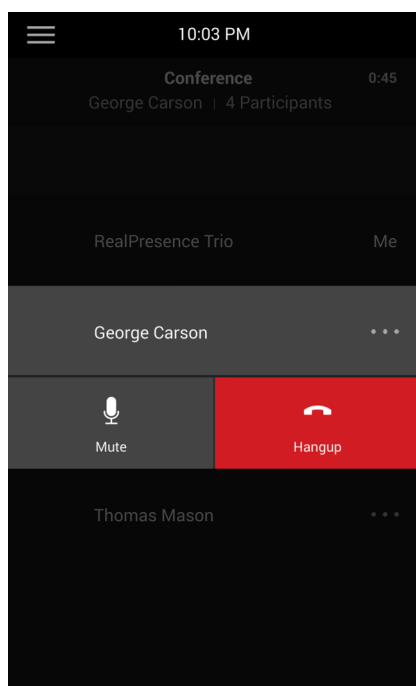 10:03 PM
Conference 0:45
George Carson | 4 Participants
RealPresence Trio Me
George Carson
Mute Hangup
Thomas Mason